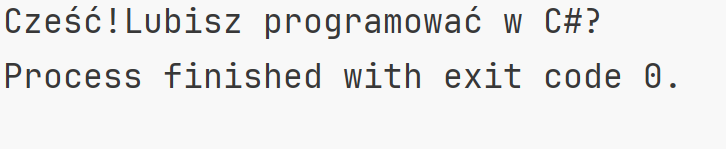 Cześć!Lubisz programować w C#?
Process finished with exit code 0.